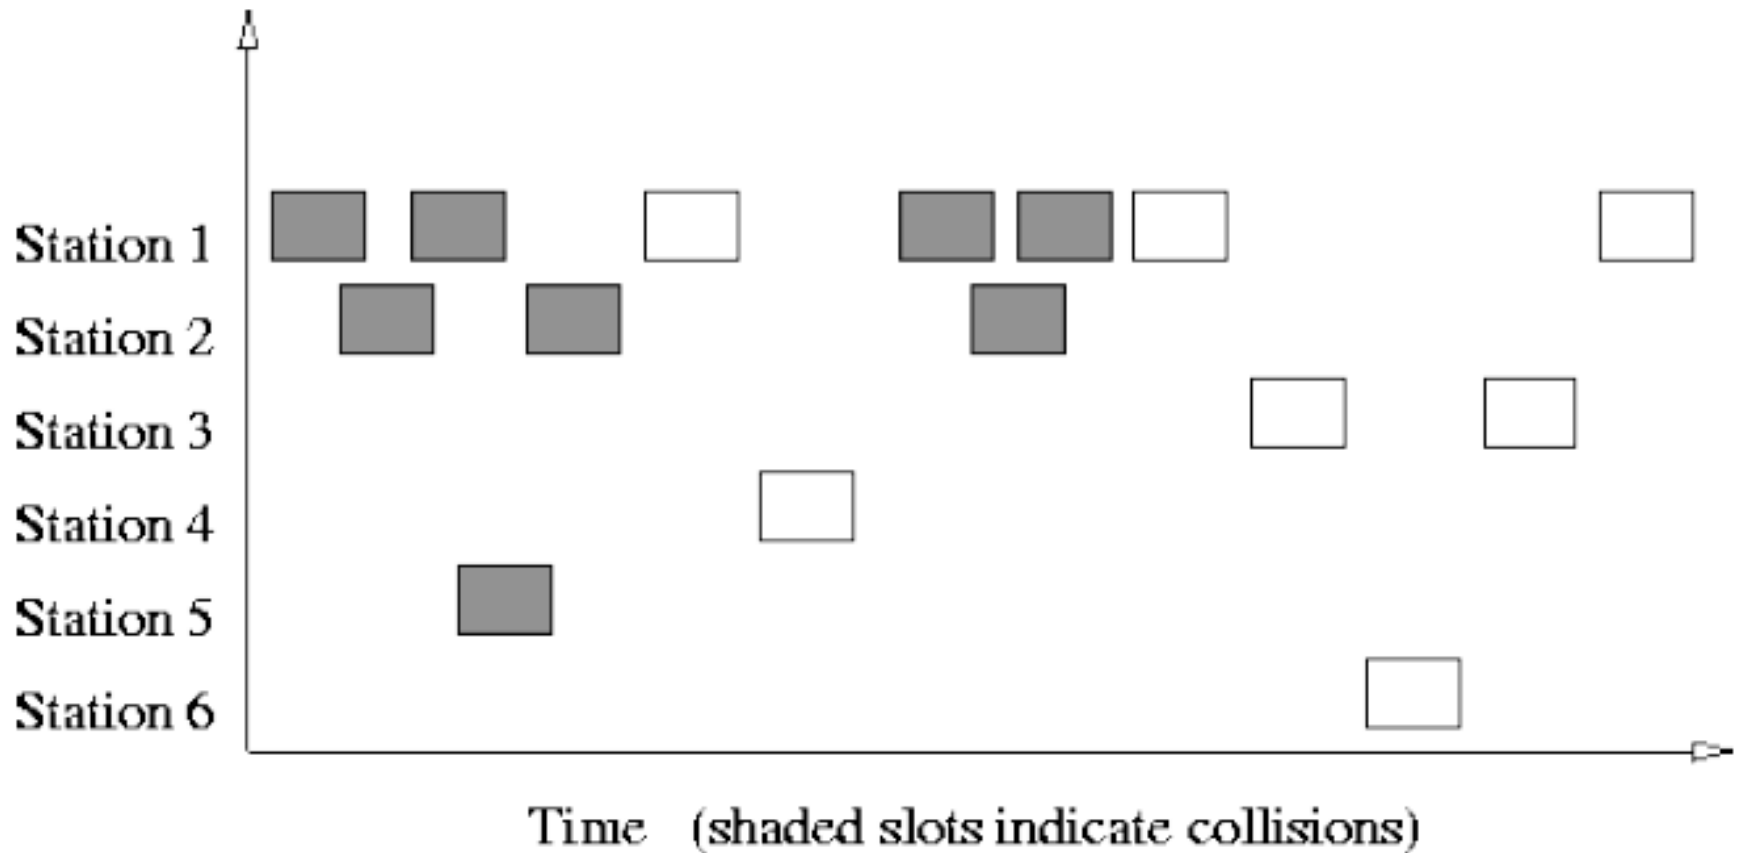 Station 1
Station 2
Station 3
Station 4
Station 5
Station 6
Time (shaded slots indicate collisions)